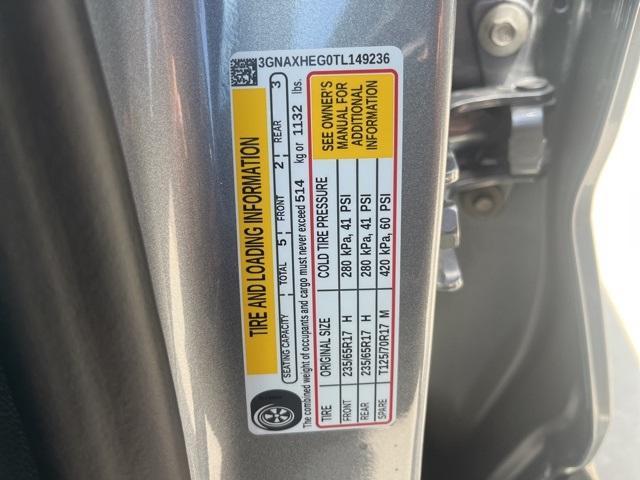 3GNAXHEG0TL149236
TIRE AND LOADING INFORMATION
SEATING CAPACITY TOTAL 5 FRONT 2 REAR 3
The combined weight of occupants and cargo must never exceed 514 kg or 1132 lbs.
TIRE ORIGINAL SIZE COLD TIRE PRESSURE
FRONT 235/65R17 H 280 kPa, 41 PSI
REAR 235/65R17 H 280 kPa, 41 PSI
SPARE T125/70R17 M 420 kPa, 60 PSI
SEE OWNER'S
MANUAL FOR
ADDITIONAL
INFORMATION